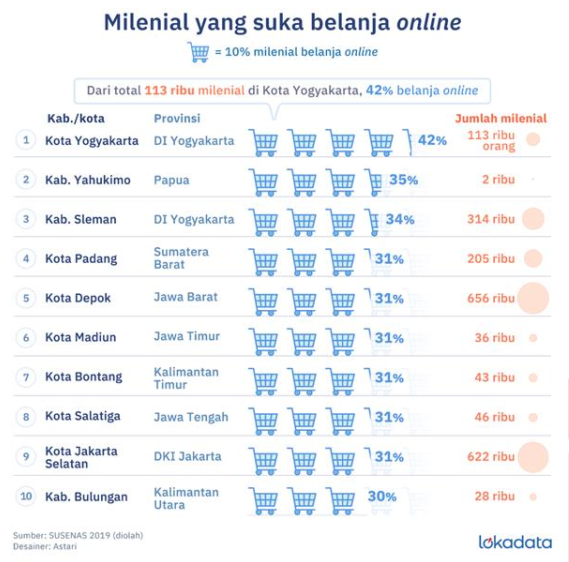 Milenial yang suka belanja online
= 10% milenial belanja online
Dari total 113 ribu milenial di Kota Yogyakarta, 42% belanja online
Kab./kota Provinsi Jumlah milenial
1 Kota Yogyakarta DI Yogyakarta 42% 113 ribu
orang
2 Kab. Yahukimo Papua 35% 2 ribu
3 Kab. Sleman DI Yogyakarta 34% 314 ribu
4 Kota Padang Sumatera
Barat 31% 205 ribu
5 Kota Depok Jawa Barat 31% 656 ribu
6 Kota Madiun Jawa Timur 31% 36 ribu
7 Kota Bontang Kalimantan
Timur 31% 43 ribu
8 Kota Salatiga Jawa Tengah 31% 46 ribu
9 Kota Jakarta
Selatan DKI Jakarta 31% 622 ribu
10 Kab. Bulungan Kalimantan
Utara 30% 28 ribu
Sumber: SUSENAS 2019 (diolah)
Desainer: Astari
lokadata